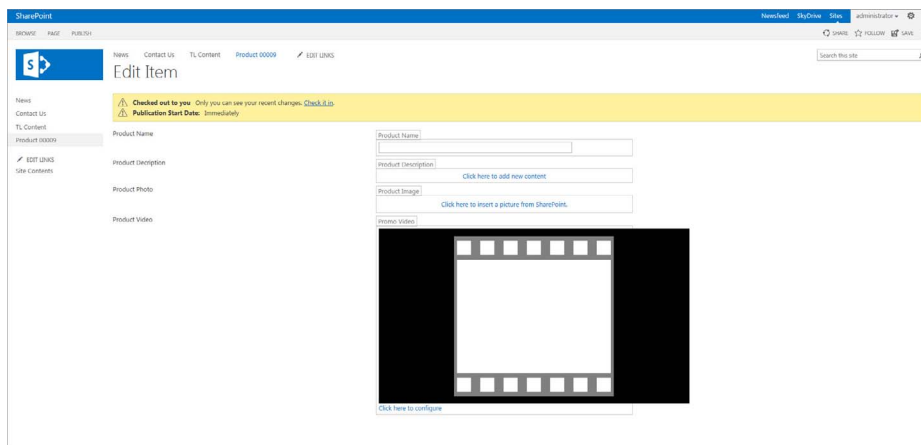 SharePoint
Newsfeed SkyDrive Sites administrator
BROWSE PAGE PUBLISH
SHARE FOLLOW SAVE
S
News Contact Us TL Content Product 00009 EDIT LINKS
Search this site
Edit Item
Checked out to you Only you can see your recent changes. Check it in.
Publication Start Date: Immediately
News
Contact Us
TL Content
Product 00009
EDIT LINKS
Site Contents
Product Name
Product Name
Product Decription
Product Description
Click here to add new content
Product Photo
Product Image
Click here to insert a picture from SharePoint.
Product Video
Promo Video
Click here to configure